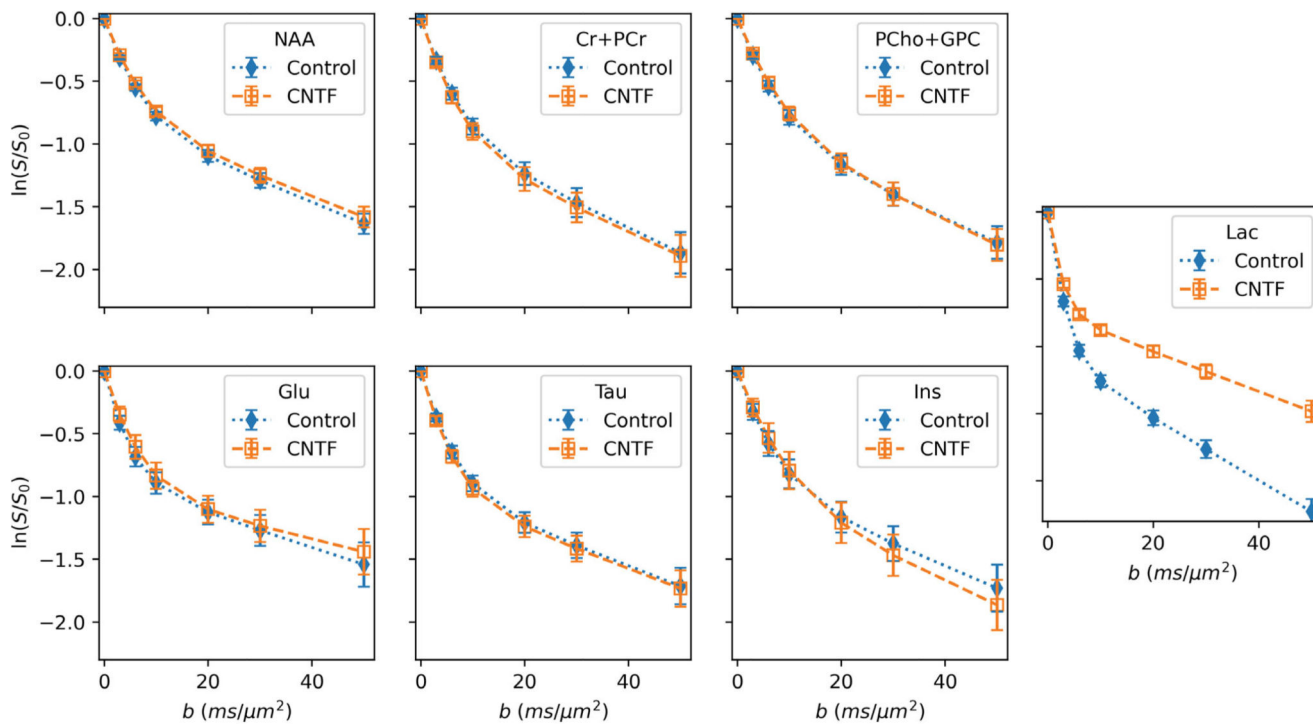 0.0
−0.5
−1.0
−1.5
−2.0
ln(S/S₀)
NAA
Control
CNTF
Cr+PCr
Control
CNTF
PCho+GPC
Control
CNTF
0.0
−0.5
−1.0
−1.5
−2.0
ln(S/S₀)
Glu
Control
CNTF
0 20 40
b (ms/μm²)
Tau
Control
CNTF
0 20 40
b (ms/μm²)
Ins
Control
CNTF
0 20 40
b (ms/μm²)
Lac
Control
CNTF
0 20 40
b (ms/μm²)